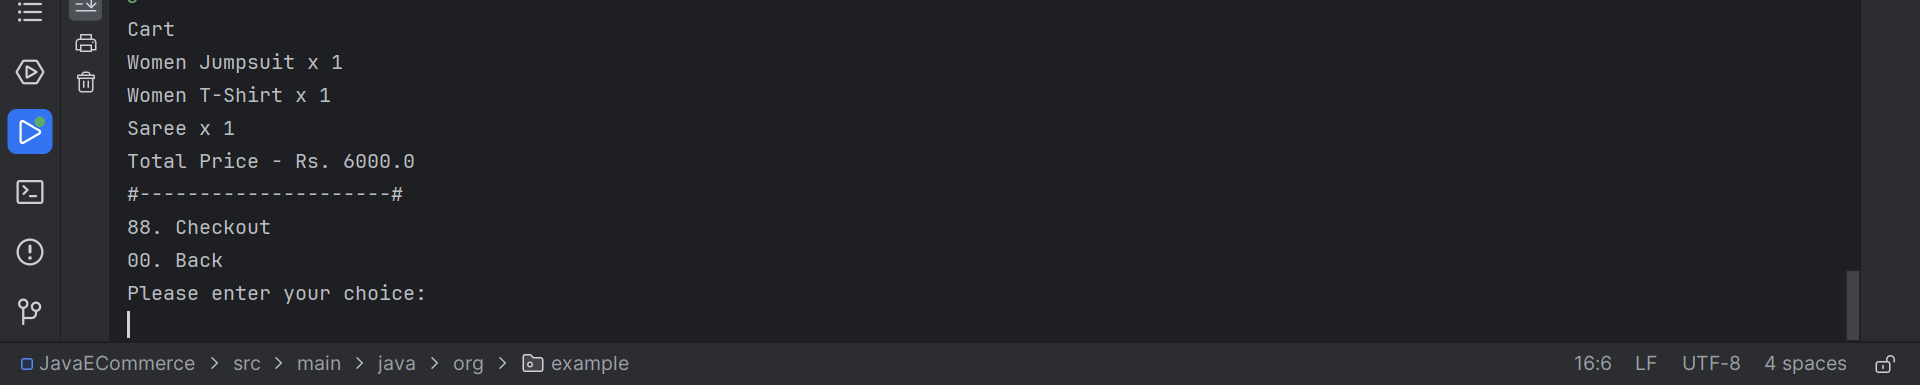 Cart
Women Jumpsuit x 1
Women T-Shirt x 1
Saree x 1
Total Price - Rs. 6000.0
#---------------------#
88. Checkout
00. Back
Please enter your choice:
JavaECommerce > src > main > java > org > example 16:6 LF UTF-8 4 spaces